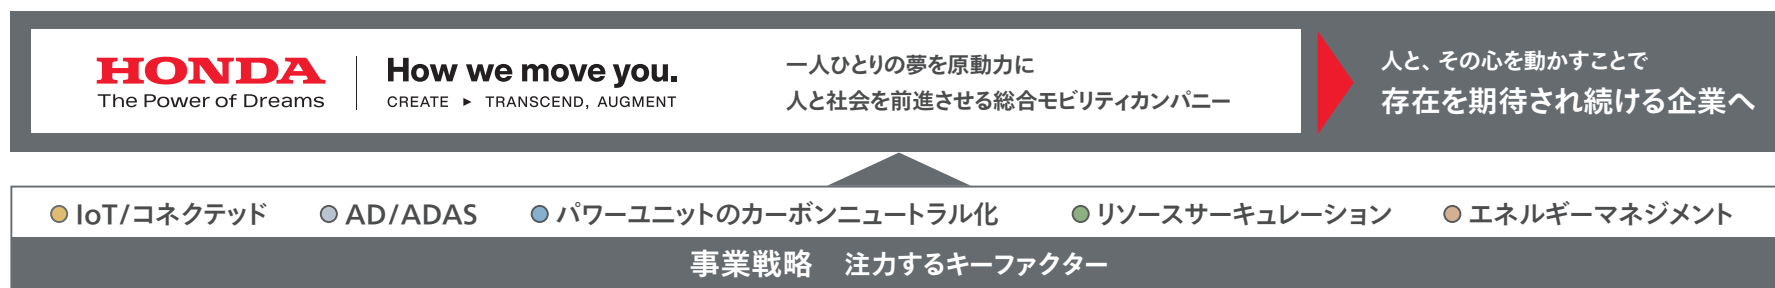 HONDA
The Power of Dreams
How we move you.
CREATE ▶ TRANSCEND, AUGMENT
一人ひとりの夢を原動力に
人と社会を前進させる総合モビリティカンパニー
人と、その心を動かすことで
存在を期待され続ける企業へ
IoT/コネクテッド
AD/ADAS
パワーユニットのカーボンニュートラル化
リソースサーキュレーション
エネルギーマネジメント
事業戦略 注力するキーファクター